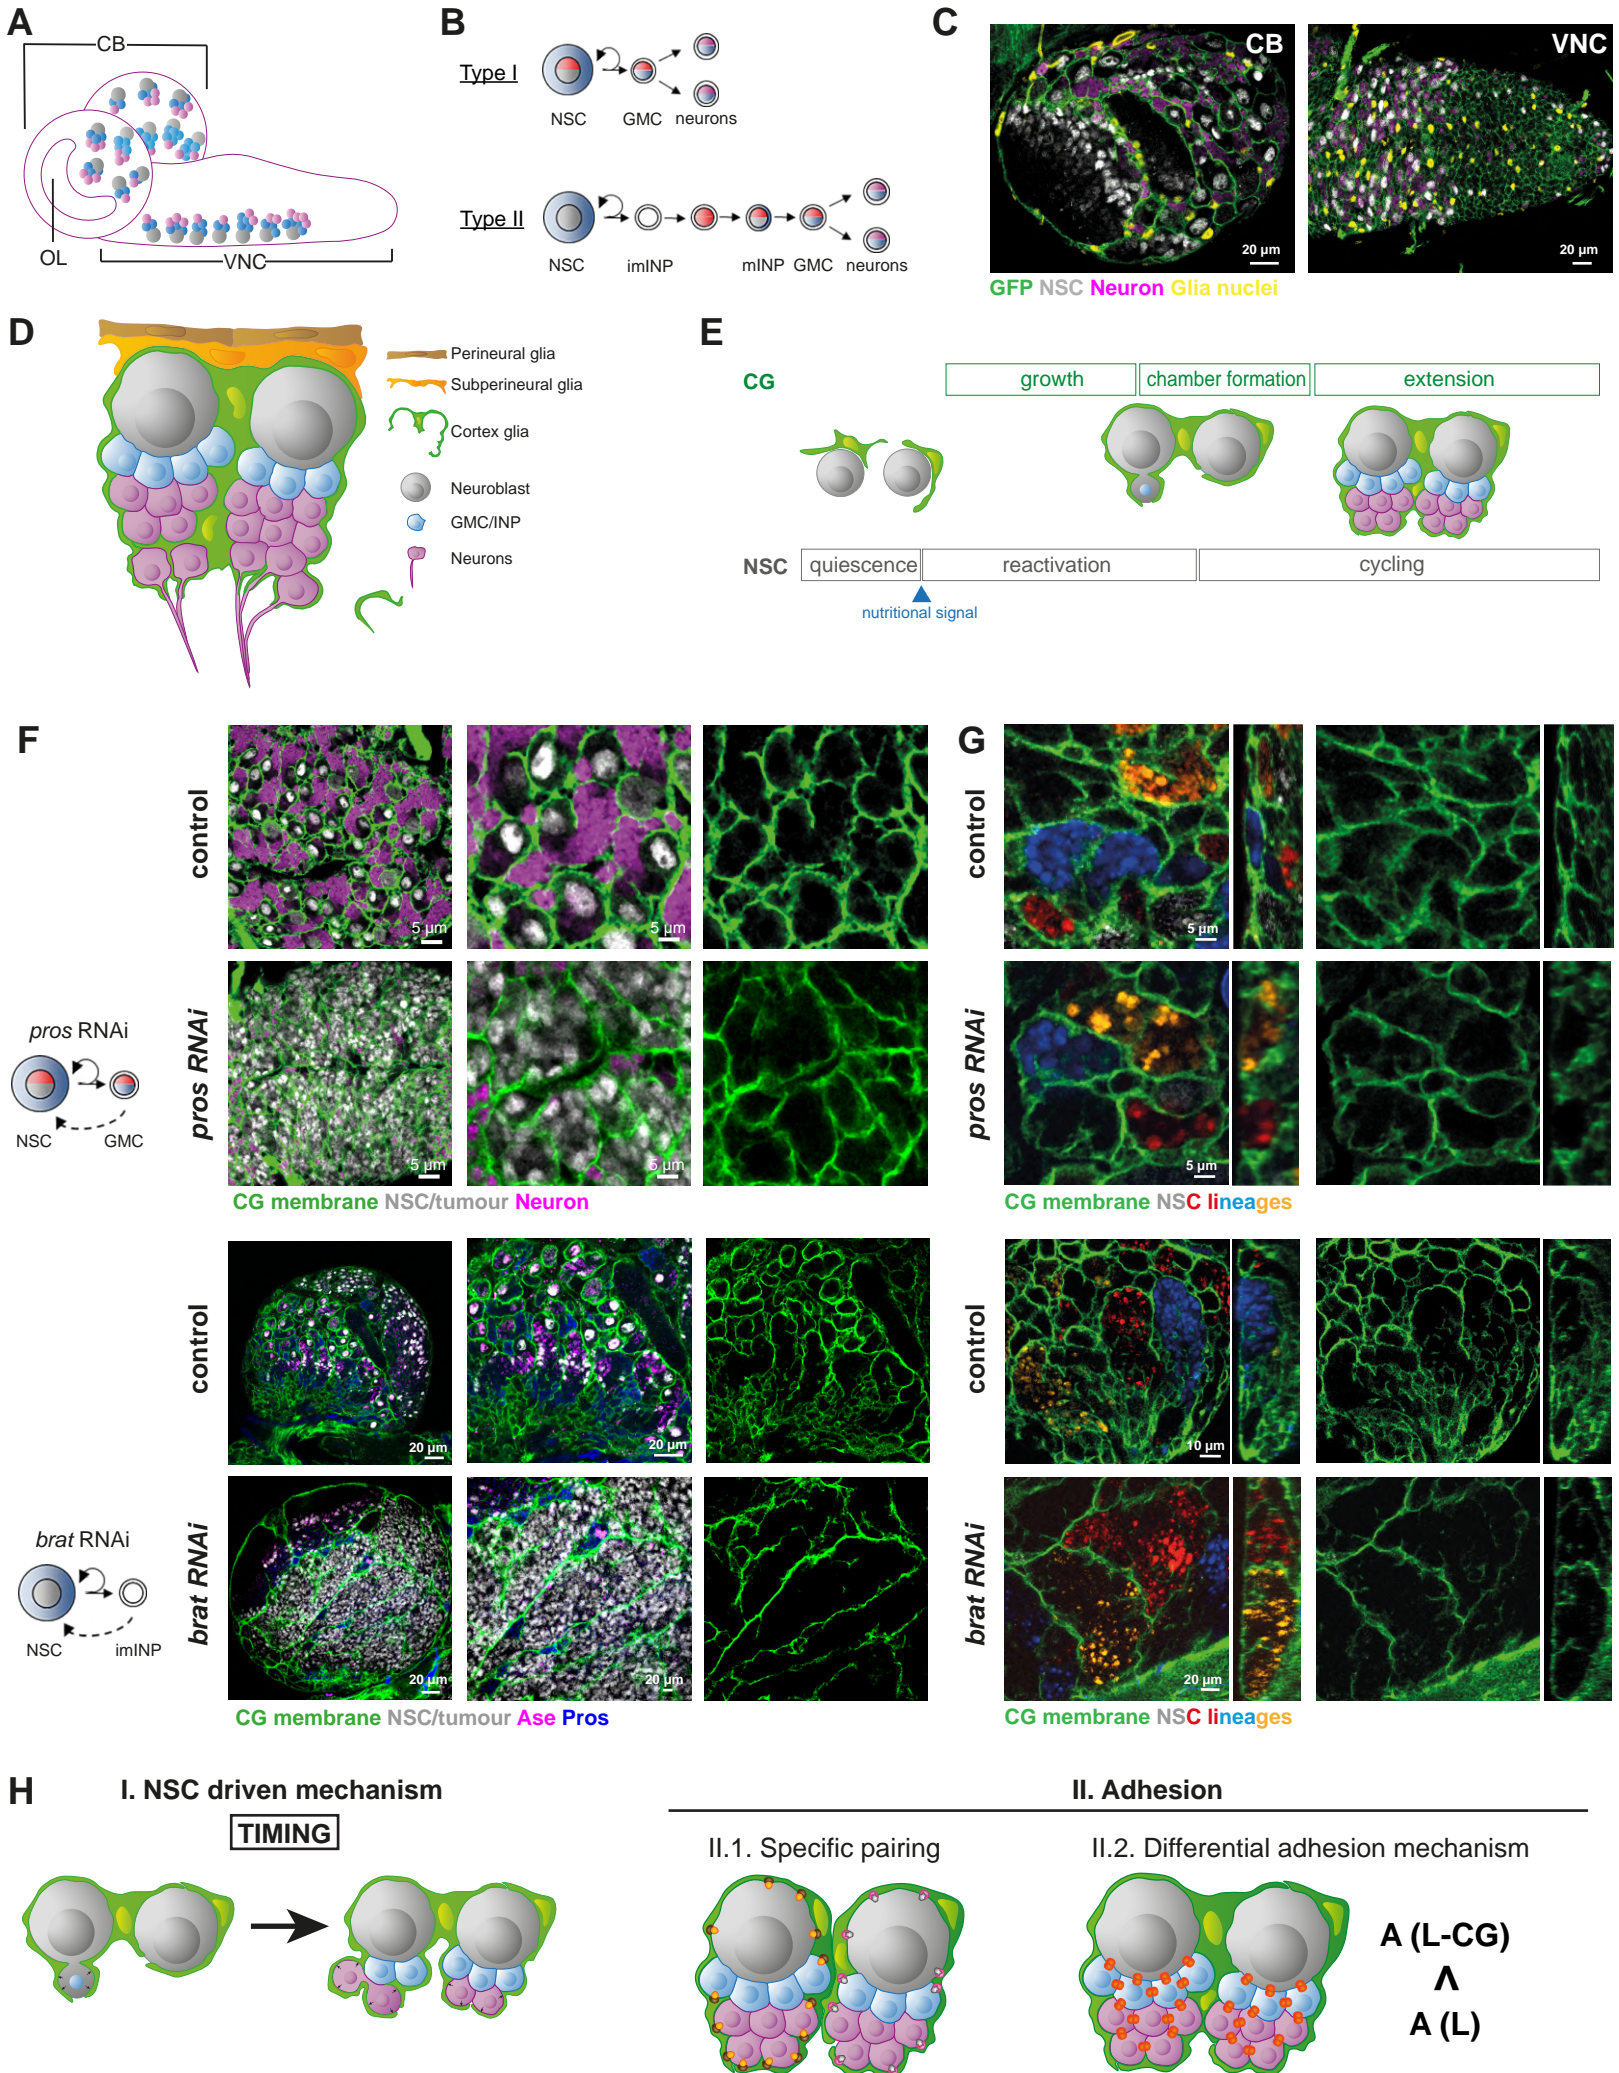 A
CB
OL
VNC
B
Type I
NSC
GMC
neurons
Type II
NSC
imINP
mINP
GMC
neurons
C
CB
20 µm
VNC
20 µm
GFP NSC Neuron Glia nuclei
D
Perineural glia
Subperineural glia
Cortex glia
Neuroblast
GMC/INP
Neurons
E
CG
growth
chamber formation
extension
NSC
quiescence
reactivation
cycling
nutritional signal
F
control
5 µm
5 µm
pros RNAi
NSC
GMC
pros RNAi
5 µm
5 µm
CG membrane NSC/tumour Neuron
control
20 µm
20 µm
brat RNAi
NSC
imINP
brat RNAi
20 µm
20 µm
CG membrane NSC/tumour Ase Pros
G
control
5 µm
pros RNAi
5 µm
CG membrane NSC lineages
control
10 µm
brat RNAi
20 µm
CG membrane NSC lineages
H
I. NSC driven mechanism
TIMING
II. Adhesion
II.1. Specific pairing
II.2. Differential adhesion mechanism
A (L-CG)
∧
A (L)